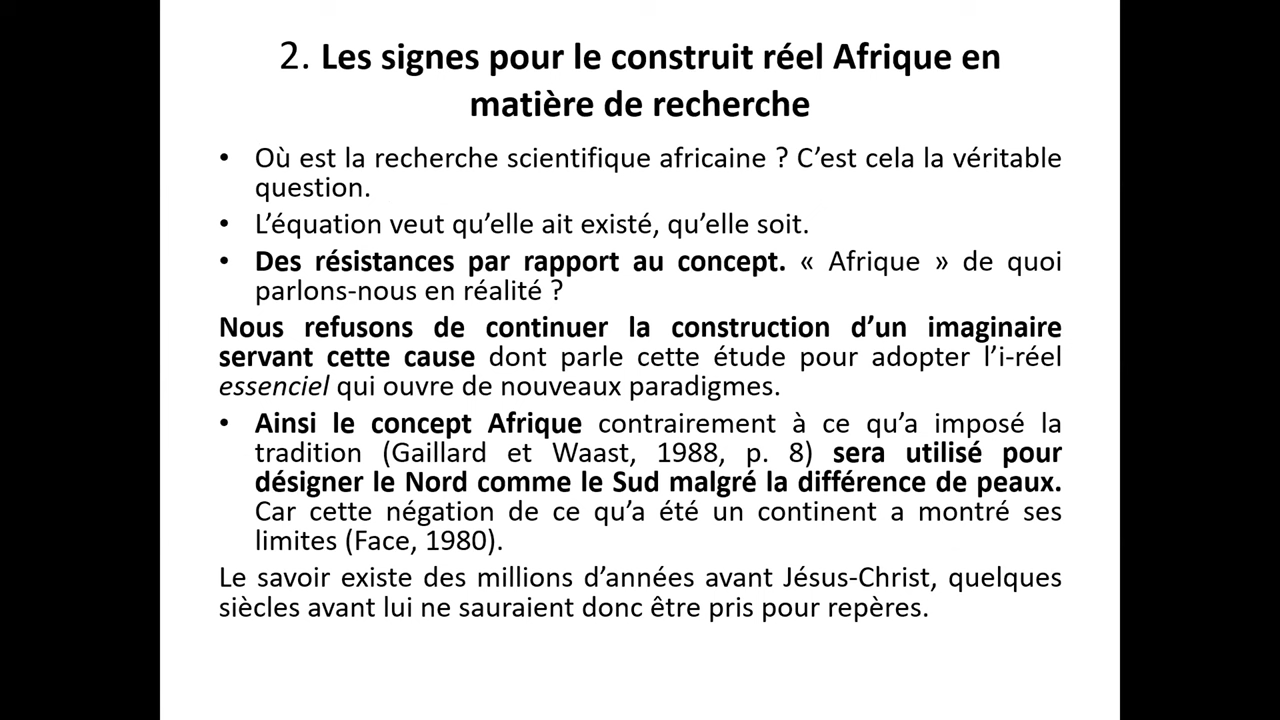 2. Les signes pour le construit réel Afrique en
matière de recherche
• Où est la recherche scientifique africaine ? C’est cela la véritable
question.
• L’équation veut qu’elle ait existé, qu’elle soit.
• Des résistances par rapport au concept. « Afrique » de quoi
parlons-nous en réalité ?
Nous refusons de continuer la construction d’un imaginaire
servant cette cause dont parle cette étude pour adopter l’i-réel
essenciel qui ouvre de nouveaux paradigmes.
• Ainsi le concept Afrique contrairement à ce qu’a imposé la
tradition (Gaillard et Waast, 1988, p. 8) sera utilisé pour
désigner le Nord comme le Sud malgré la différence de peaux.
Car cette négation de ce qu’a été un continent a montré ses
limites (Face, 1980).
Le savoir existe des millions d’années avant Jésus-Christ, quelques
siècles avant lui ne sauraient donc être pris pour repères.